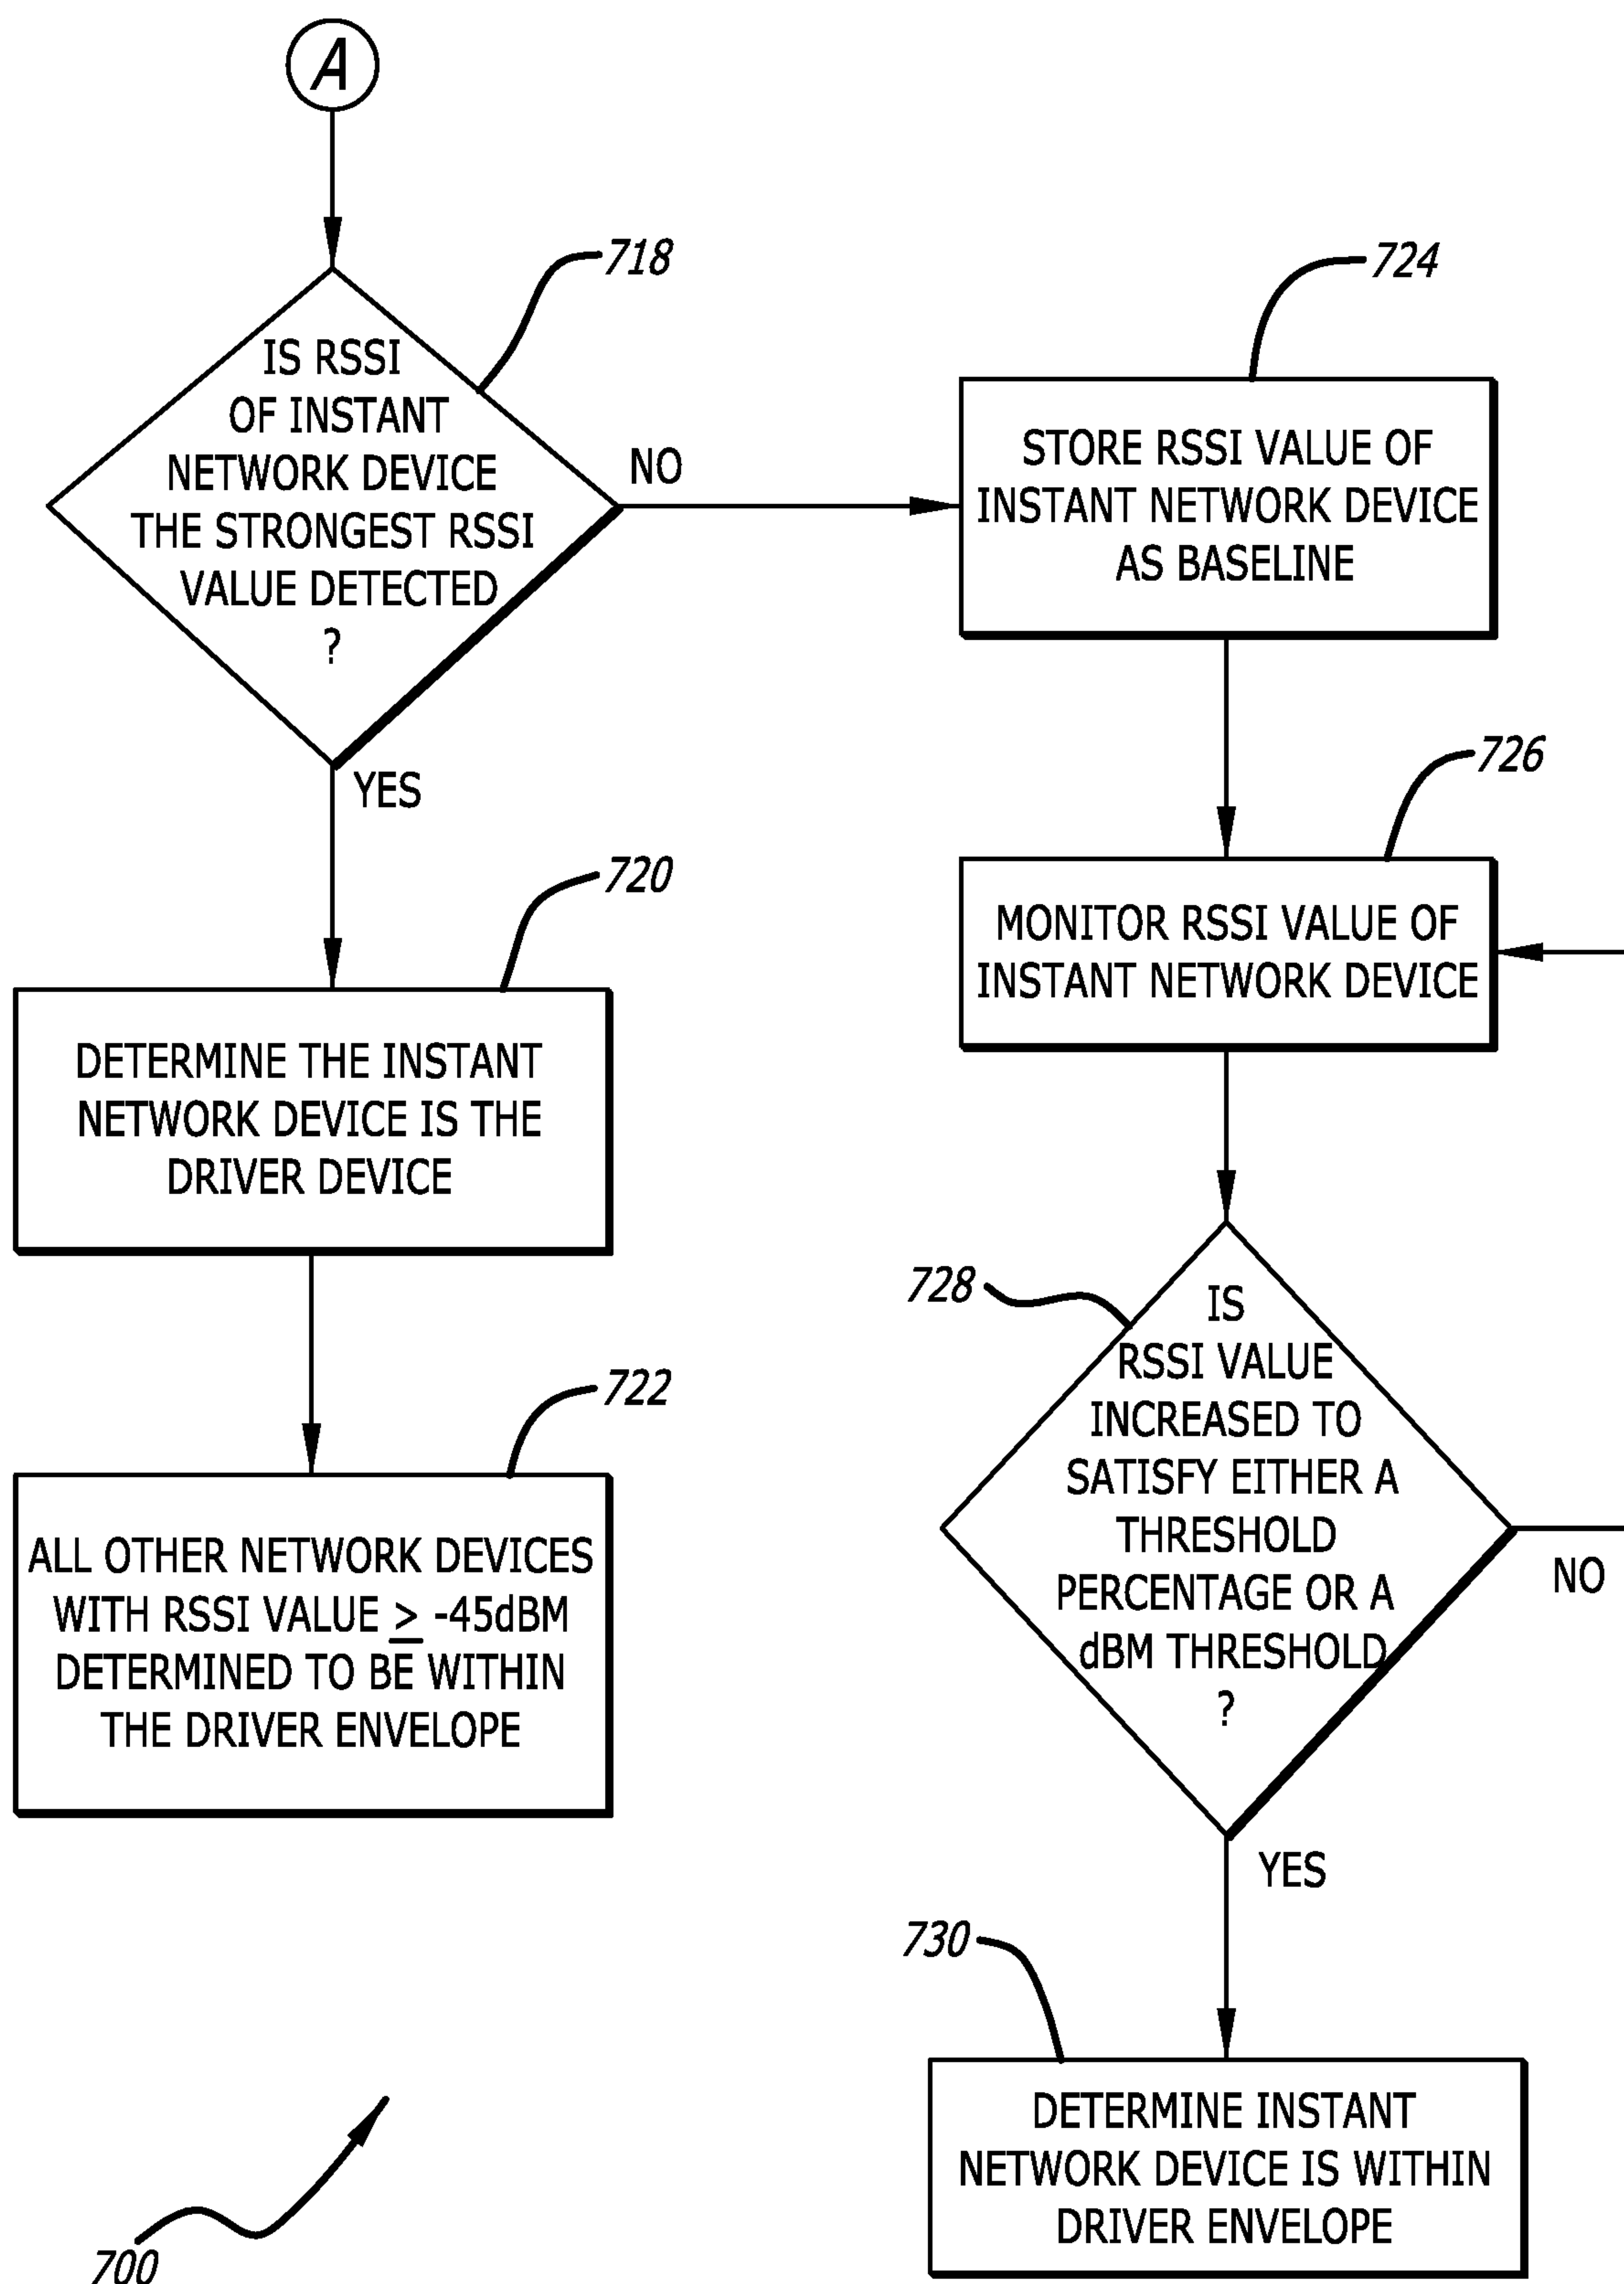 A
718
IS RSSI
OF INSTANT
NETWORK DEVICE
THE STRONGEST RSSI
VALUE DETECTED
?
NO
YES
720
DETERMINE THE INSTANT
NETWORK DEVICE IS THE
DRIVER DEVICE
722
ALL OTHER NETWORK DEVICES
WITH RSSI VALUE ≥ -45dBM
DETERMINED TO BE WITHIN
THE DRIVER ENVELOPE
724
STORE RSSI VALUE OF
INSTANT NETWORK DEVICE
AS BASELINE
726
MONITOR RSSI VALUE OF
INSTANT NETWORK DEVICE
728
IS
RSSI VALUE
INCREASED TO
SATISFY EITHER A
THRESHOLD
PERCENTAGE OR A
dBM THRESHOLD
?
NO
YES
730
DETERMINE INSTANT
NETWORK DEVICE IS WITHIN
DRIVER ENVELOPE
700